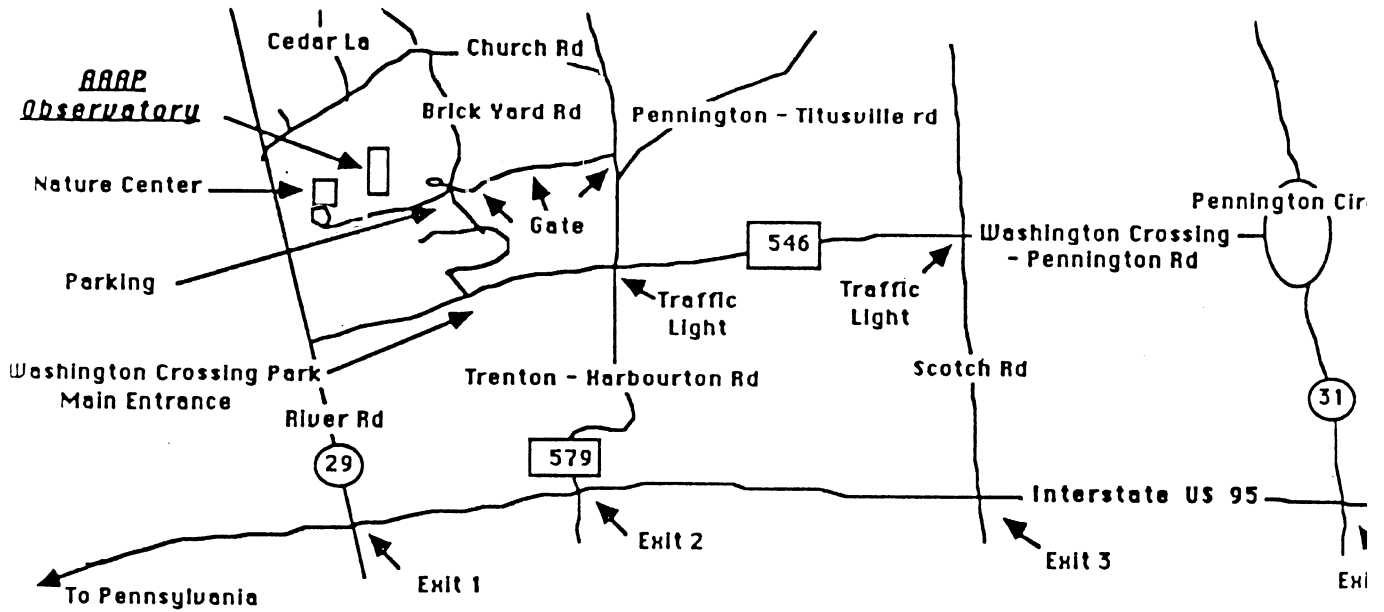 Cedar La
Church Rd
AAAP
Observatory
Brick Yard Rd
Pennington - Titusville rd
Nature Center
Pennington Cir
Gate
546
Washington Crossing
- Pennington Rd
Parking
Traffic
Light
Traffic
Light
Washington Crossing Park
Main Entrance
Trenton - Harbourton Rd
Scotch Rd
River Rd
31
579
29
Interstate US 95
Exit 2
Exit 3
Exit 1
Exi
To Pennsylvania